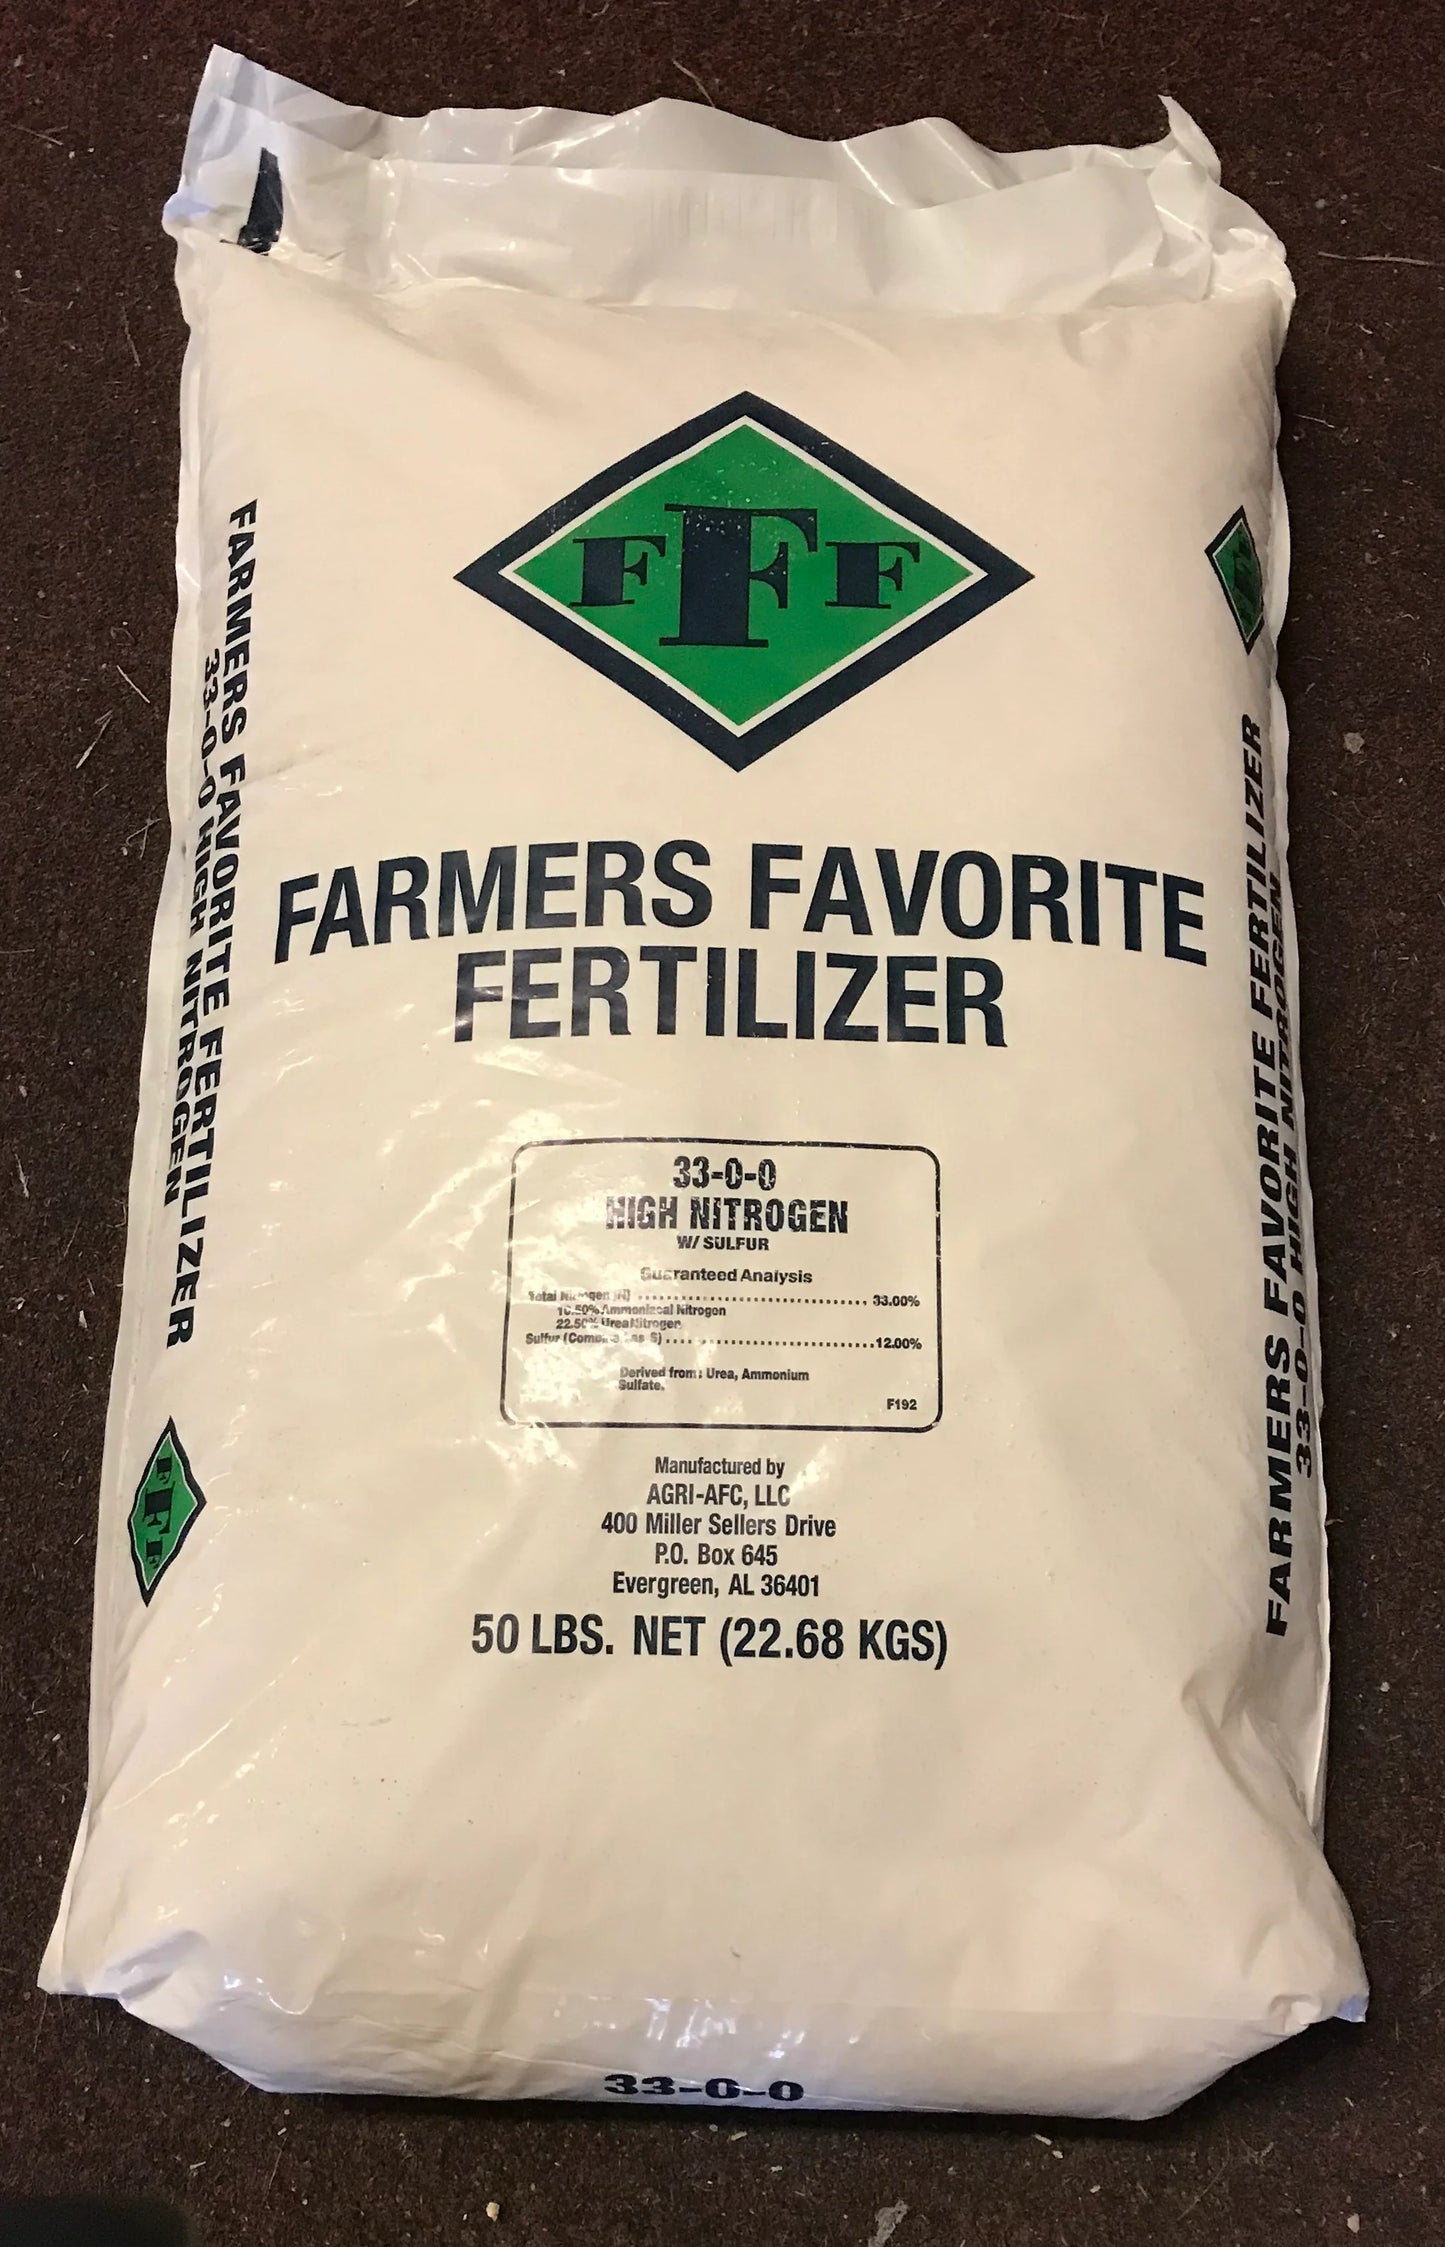 F F F
FARMERS FAVORITE
FERTILIZER
33-0-0
HIGH NITROGEN
W/ SULFUR
Guaranteed Analysis
Total Nitrogen (N) 33.00%
10.50% Ammoniacal Nitrogen
22.50% Urea Nitrogen
Sulfur (Combined as S) 12.00%
Derived from: Urea, Ammonium
Sulfate.
F192
Manufactured by
AGRI-AFC, LLC
400 Miller Sellers Drive
P.O. Box 645
Evergreen, AL 36401
50 LBS. NET (22.68 KGS)
33-0-0
FARMERS FAVORITE FERTILIZER
33-0-0 HIGH NITROGEN
F F F
FARMERS FAVORITE FERTILIZER
33-0-0 HIGH NITROGEN